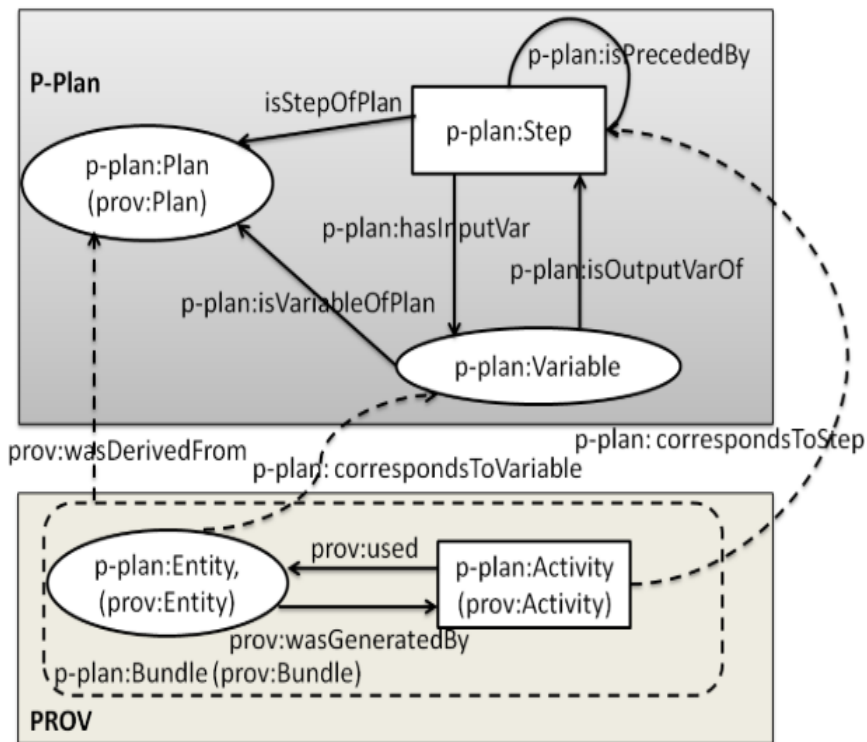 p-plan:isPrecededBy
P-Plan
isStepOfPlan
p-plan:Step
p-plan:Plan
(prov:Plan)
p-plan:hasInputVar
p-plan:isOutputVarOf
p-plan:isVariableOfPlan
p-plan:Variable
prov:wasDerivedFrom
p-plan: correspondsToVariable
p-plan: correspondsToStep
p-plan:Entity,
(prov:Entity)
prov:used
p-plan:Activity
(prov:Activity)
prov:wasGeneratedBy
p-plan:Bundle (prov:Bundle)
PROV